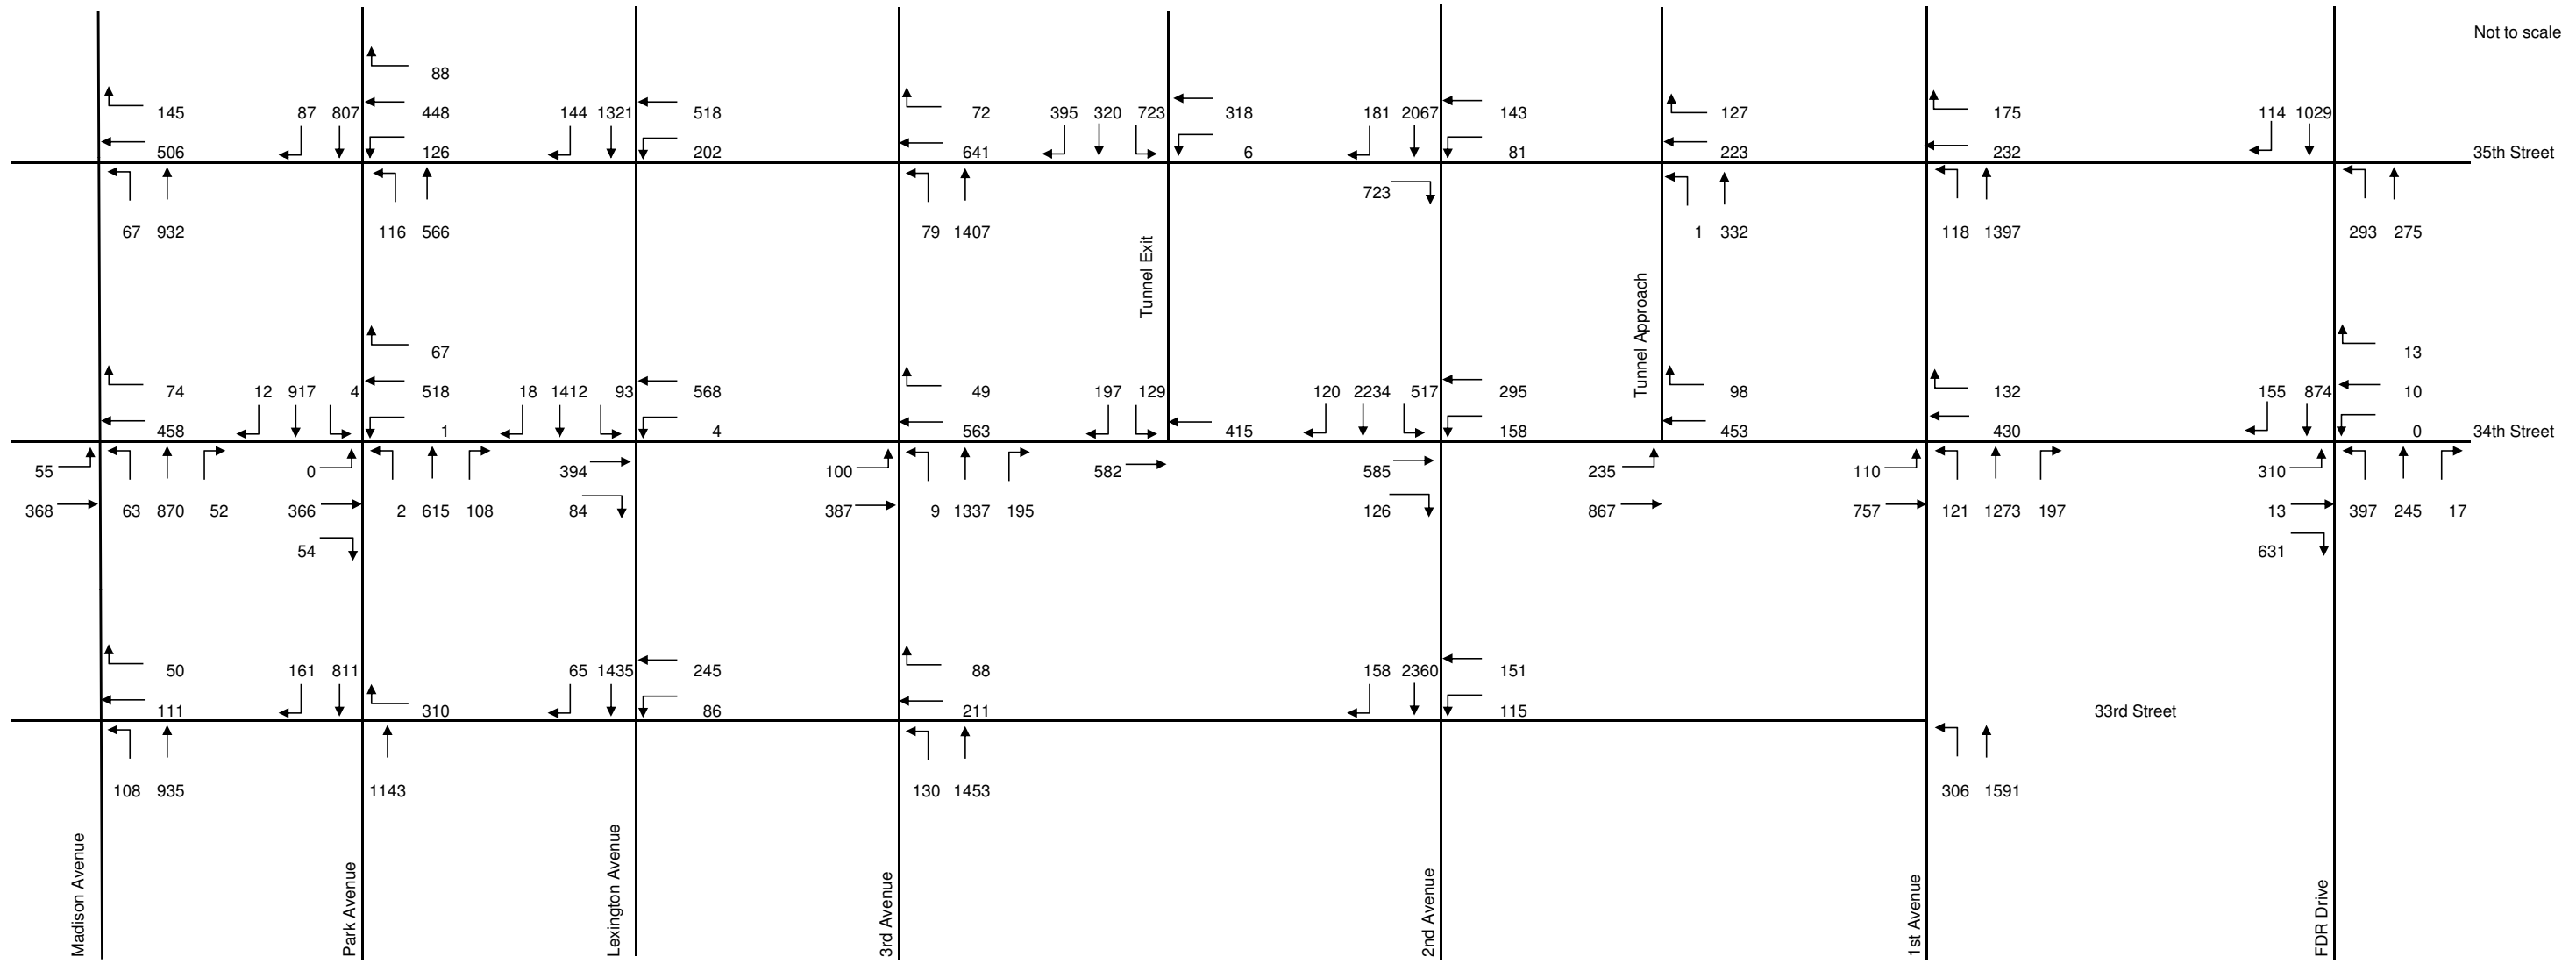 Not to scale
88
145 87 807 448 144 1321 518 72 395 320 723 318 181 2067 143 127 175 114 1029
506 126 202 641 6 81 223 232 35th Street
723
67 932 116 566 79 1407 1 332 118 1397 293 275
Tunnel Exit
Tunnel Approach
67 13
74 12 917 4 518 18 1412 93 568 49 197 129 120 2234 517 295 98 132 155 874 10
458 1 4 563 415 158 453 430 0 34th Street
55 0 394 100 582 585 235 110 310
368 63 870 52 366 2 615 108 84 387 9 1337 195 126 867 757 121 1273 197 13 397 245 17
54 631
50 161 811 65 1435 245 88 158 2360 151
111 310 86 211 115 33rd Street
108 935 1143 130 1453 306 1591
Madison Avenue
Park Avenue
Lexington Avenue
3rd Avenue
2nd Avenue
1st Avenue
FDR Drive